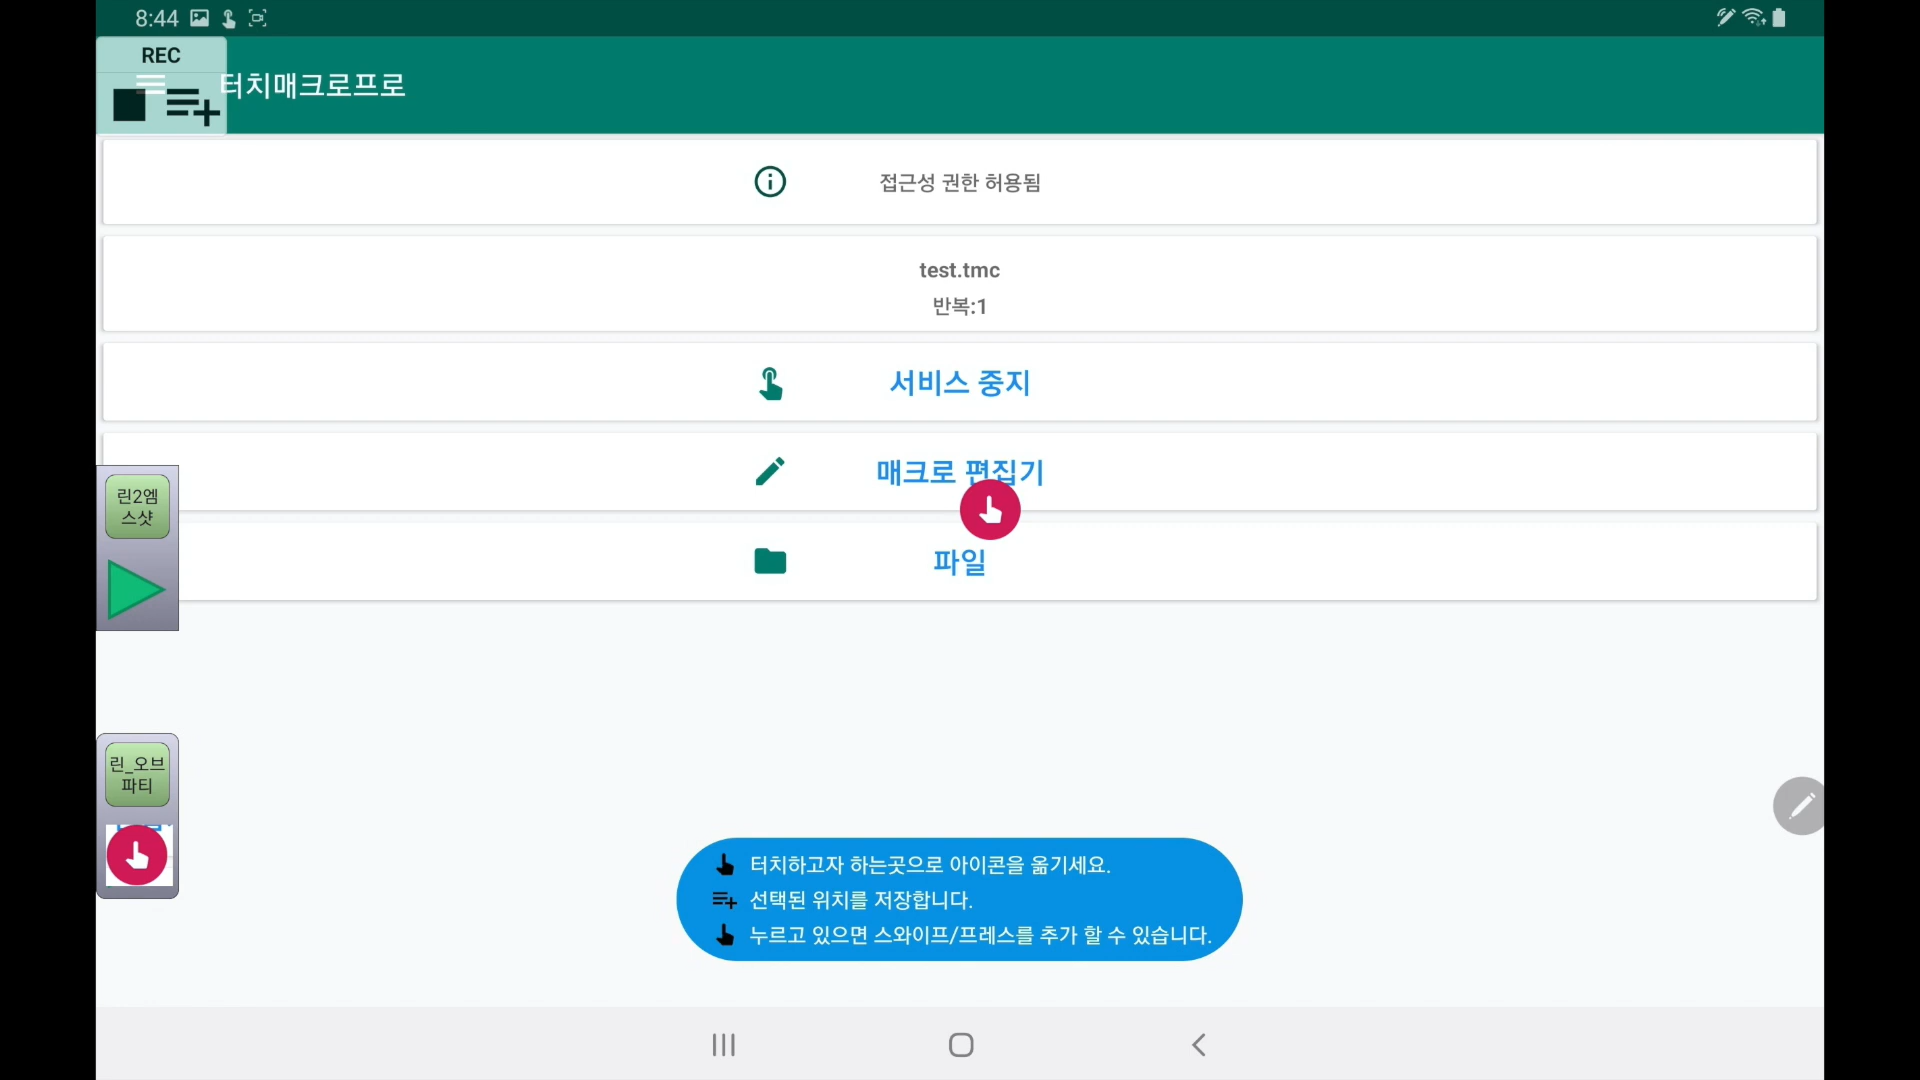 8:44
REC
터치매크로프로
접근성 권한 허용됨
test.tmc
반복:1
서비스 중지
매크로 편집기
린2엠
스샷
파일
린_오브
파티
터치하고자 하는곳으로 아이콘을 옮기세요.
선택된 위치를 저장합니다.
누르고 있으면 스와이프/프레스를 추가 할 수 있습니다.